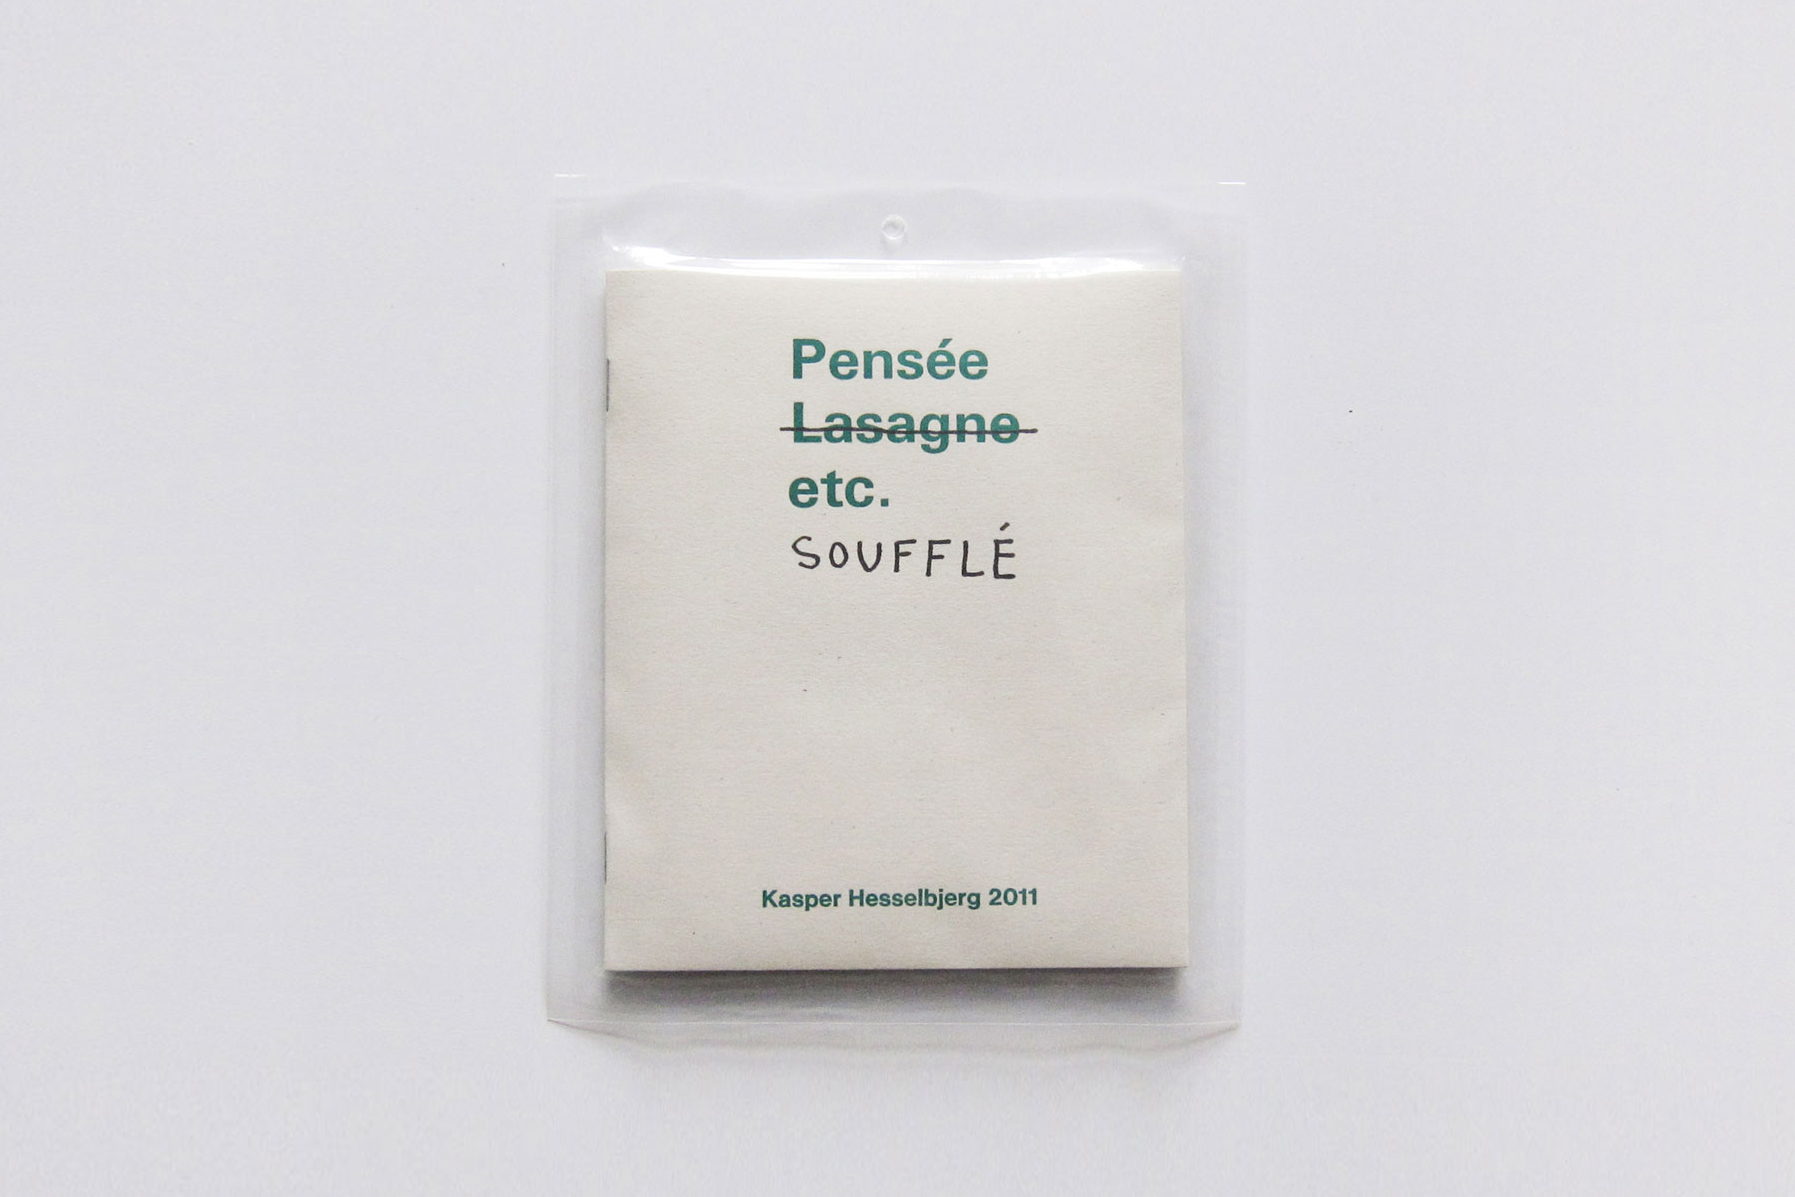 Pensée
Lasagne
etc.
SOUFFLÉ
Kasper Hesselbjerg 2011